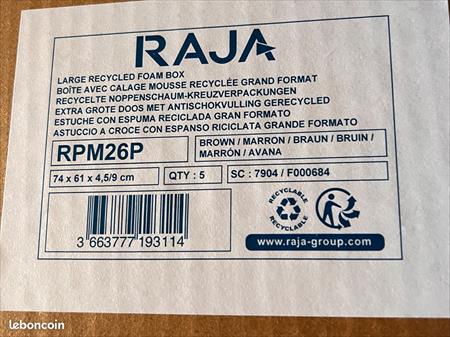 RAJA
LARGE RECYCLED FOAM BOX
BOÎTE AVEC CALAGE MOUSSE RECYCLÉE GRAND FORMAT
RECYCELTE NOPPENSCHAUM-KREUZVERPACKUNGEN
EXTRA GROTE DOOS MET ANTISCHOKVULLING GERECYCLED
ESTUCHE CON ESPUMA RECICLADA GRAN FORMATO
ASTUCCIO A CROCE CON ESPANSO RICICLATA GRANDE FORMATO
RPM26P
BROWN / MARRON / BRAUN / BRUIN /
MARRÓN / AVANA
74 x 61 x 4,5/9 cm
QTY : 5
SC : 7904 / F000684
3 663777 193114
RECYCLABLE
RECYCLABLE
www.raja-group.com
leboncoin